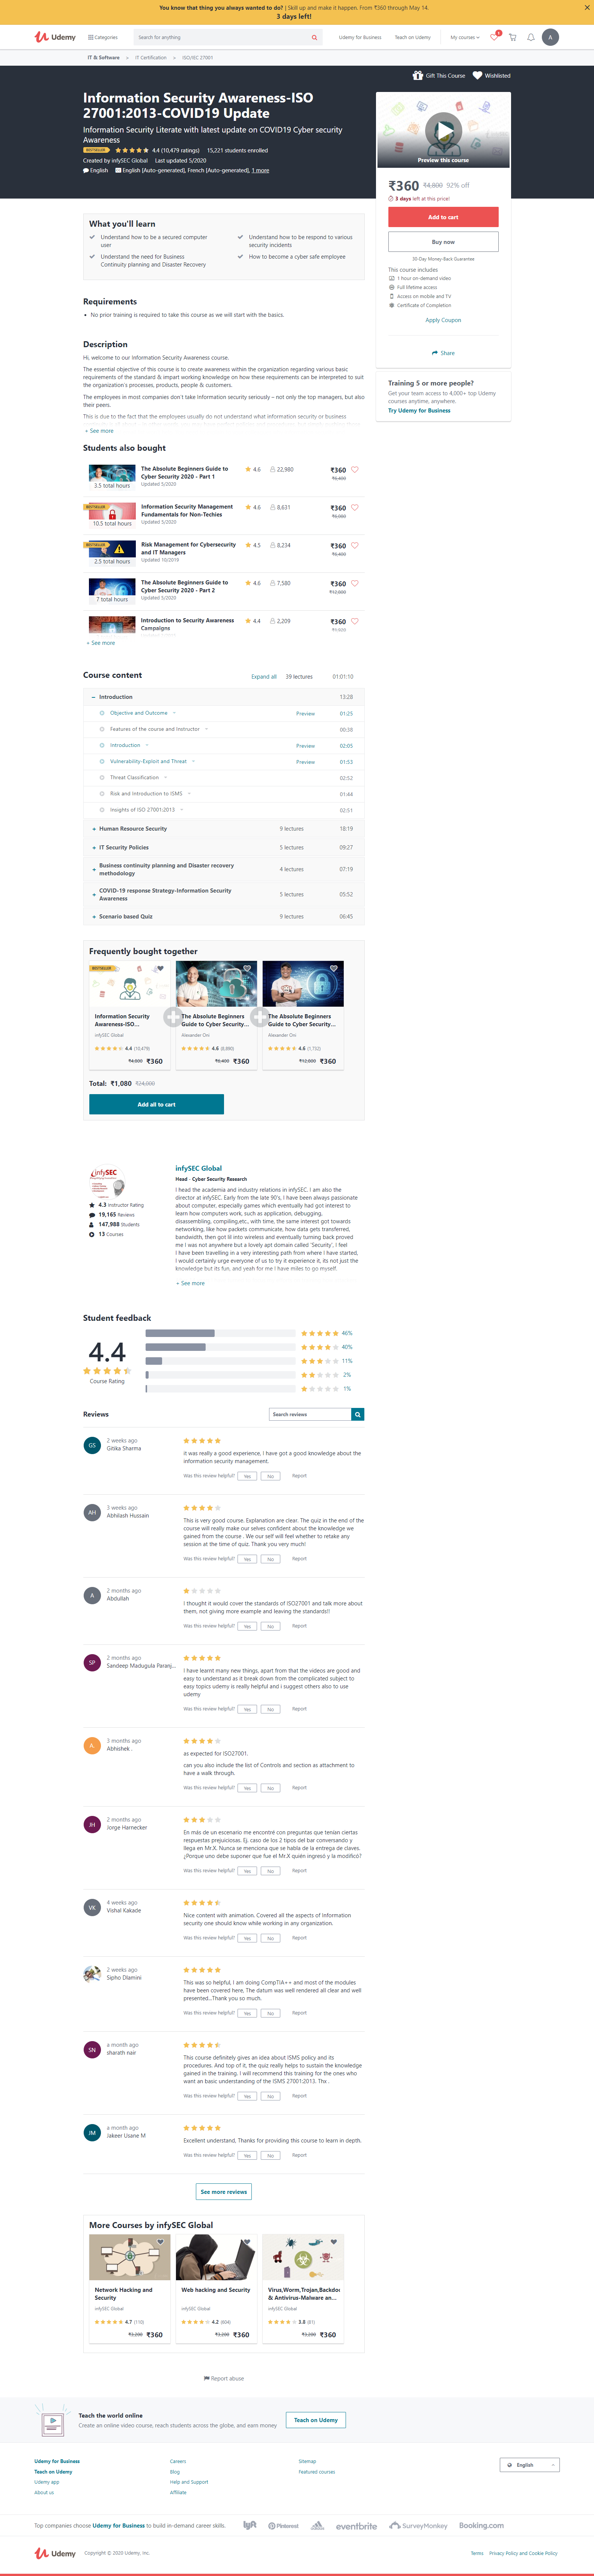 You know that thing you always wanted to do? | Skill up and make it happen. From ₹360 through May 14.
3 days left!
Udemy
Categories
Search for anything
Udemy for Business
Teach on Udemy
My courses
A
IT & Software > IT Certification > ISO/IEC 27001
Gift This Course
Wishlisted
Information Security Awareness-ISO
27001:2013-COVID19 Update
Information Security Literate with latest update on COVID19 Cyber security
Awareness
BESTSELLER 4.4 (10,479 ratings) 15,221 students enrolled
Created by infySEC Global Last updated 5/2020
English English [Auto-generated], French [Auto-generated], 1 more
Preview this course
₹360 ₹4,800 92% off
3 days left at this price!
Add to cart
Buy now
30-Day Money-Back Guarantee
This course includes
1 hour on-demand video
Full lifetime access
Access on mobile and TV
Certificate of Completion
Apply Coupon
Share
Training 5 or more people?
Get your team access to 4,000+ top Udemy
courses anytime, anywhere.
Try Udemy for Business
What you'll learn
Understand how to be a secured computer
user
Understand the need for Business
Continuity planning and Disaster Recovery
Understand how to be respond to various
security incidents
How to become a cyber safe employee
Requirements
No prior training is required to take this course as we will start with the basics.
Description
Hi, welcome to our Information Security Awareness course.
The essential objective of this course is to create awareness within the organization regarding various basic
requirements of the standard & impart working knowledge on how these requirements can be interpreted to suit
the organization's processes, products, people & customers.
The employees in most companies don't take Information security seriously – not only the top managers, but also
their peers.
This is due to the fact that the employees usually do not understand what information security or business
+ See more
Students also bought
3.5 total hours
The Absolute Beginners Guide to
Cyber Security 2020 - Part 1
Updated 5/2020
4.6 22,980 ₹360
BESTSELLER
10.5 total hours
Information Security Management
Fundamentals for Non-Techies
Updated 5/2020
4.6 8,631 ₹360
BESTSELLER
2.5 total hours
Risk Management for Cybersecurity
and IT Managers
Updated 10/2019
4.5 8,234 ₹360
7 total hours
The Absolute Beginners Guide to
Cyber Security 2020 - Part 2
Updated 5/2020
4.6 7,580 ₹360
₹12,800
Introduction to Security Awareness
Campaigns
4.4 2,209 ₹360
+ See more
Course content
Expand all 39 lectures 01:01:10
– Introduction 13:28
Objective and Outcome Preview 01:25
Features of the course and Instructor 00:38
Introduction Preview 02:05
Vulnerability-Exploit and Threat Preview 01:53
Threat Classification 02:52
Risk and Introduction to ISMS 01:44
Insights of ISO 27001:2013 02:51
+ Human Resource Security 9 lectures 18:19
+ IT Security Policies 5 lectures 09:27
+ Business continuity planning and Disaster recovery
methodology 4 lectures 07:19
+ COVID-19 response Strategy-Information Security
Awareness 5 lectures 05:52
+ Scenario based Quiz 9 lectures 06:45
Frequently bought together
BESTSELLER
Information Security
Awareness-ISO...
infySEC Global
4.4 (10,479)
₹4,800 ₹360
The Absolute Beginners
Guide to Cyber Security...
Alexander Oni
4.6 (8,980)
₹360
The Absolute Beginners
Guide to Cyber Security...
Alexander Oni
4.6 (1,732)
₹12,800 ₹360
Total: ₹1,080 ₹24,000
Add all to cart
infySEC
4.3 Instructor Rating
19,165 Reviews
147,988 Students
13 Courses
infySEC Global
Head - Cyber Security Research
I head the academia and industry relations in infySEC, I am also the
director at infySEC. Early from the late 90's, I have been always passionate
about computer, especially games which eventually had got interest to
learn how computers work, such as application, debugging,
disassembling, compiling,etc., with time, the same interest got towards
networking, like how packets communicate, how data gets transferred,
bandwidth, then got lil into wireless and eventually turning back proved
me I was not anywhere but a lovely apt domain called 'Security', I feel
I have been travelling in a very interesting path from where I have started,
I would certainly urge everyone of us to try it experience it, its not just the
knowledge but its fun, and yeah for me I have miles to go myself.
+ See more
Student feedback
4.4
Course Rating
46%
40%
11%
2%
1%
Reviews
Search reviews
GS
2 weeks ago
Gitika Sharma
it was really a good experience, I have got a good knowledge about the
information security management.
Was this review helpful? Yes No Report
AH
3 weeks ago
Abhilash Hussain
This is very good course. Explanation are clear. The quiz in the end of the
course will really make our selves confident about the knowledge we
gained from the course . We our self will feel whether to retake any
session at the time of quiz. Thank you very much!
Was this review helpful? Yes No Report
A
2 months ago
Abdullah
I thought it would cover the standards of ISO27001 and talk more about
them, not giving more example and leaving the standards!!
Was this review helpful? Yes No Report
SP
2 months ago
Sandeep Madugula Paranj...
I have learnt many new things, apart from that the videos are good and
easy to understand as it break down from the complicated subject to
easy topics udemy is really helpful and i suggest others also to use
udemy
Was this review helpful? Yes No Report
A.
3 months ago
Abhishek .
as expected for ISO27001.
can you also include the list of Controls and section as attachment to
have a walk through.
Was this review helpful? Yes No Report
JH
2 months ago
Jorge Harnecker
En más de un escenario me encontré con preguntas que tenían ciertas
respuestas prejuiciosas. Ej. caso de los 2 tipos del bar conversando y
llega en Mr.X. Nunca se menciona que se habla de la entrega de claves.
¿Porque uno debe suponer que fue el Mr.X quién ingresó y la modificó?
Was this review helpful? Yes No Report
VK
4 weeks ago
Vishal Kakade
Nice content with animation. Covered all the aspects of information
security one should know while working in any organization.
Was this review helpful? Yes No Report
2 weeks ago
Sipho Dlamini
This was so helpful, I am doing CompTIA++ and most of the modules
have been covered here, The datum was well rendered all clear and well
presented...Thank you so much.
Was this review helpful? Yes No Report
SN
a month ago
sharath nair
This course definitely gives an idea about ISMS policy and its
procedures. And top of it, the quiz really helps to sustain the knowledge
gained in the training. I will recommend this training for the ones who
want an basic understanding of the ISMS 27001:2013. Thx .
Was this review helpful? Yes No Report
JM
a month ago
Jakeer Usane M
Excellent understand, Thanks for providing this course to learn in depth.
Was this review helpful? Yes No Report
See more reviews
More Courses by infySEC Global
Network Hacking and
Security
infySEC Global
4.7 (110)
₹3,200 ₹360
Web hacking and Security
infySEC Global
4.2 (804)
₹3,200 ₹360
Virus,Worm,Trojan,Backdoor
& Antivirus-Malware an...
infySEC Global
3.8 (81)
₹3,200 ₹360
Report abuse
Teach the world online
Create an online video course, reach students across the globe, and earn money
Teach on Udemy
Udemy for Business
Teach on Udemy
Udemy app
About us
Careers
Blog
Help and Support
Affiliate
Sitemap
Featured courses
English
Top companies choose Udemy for Business to build in-demand career skills.
lyft Pinterest eventbrite SurveyMonkey Booking.com
Udemy Copyright © 2020 Udemy, Inc.
Terms Privacy Policy and Cookie Policy